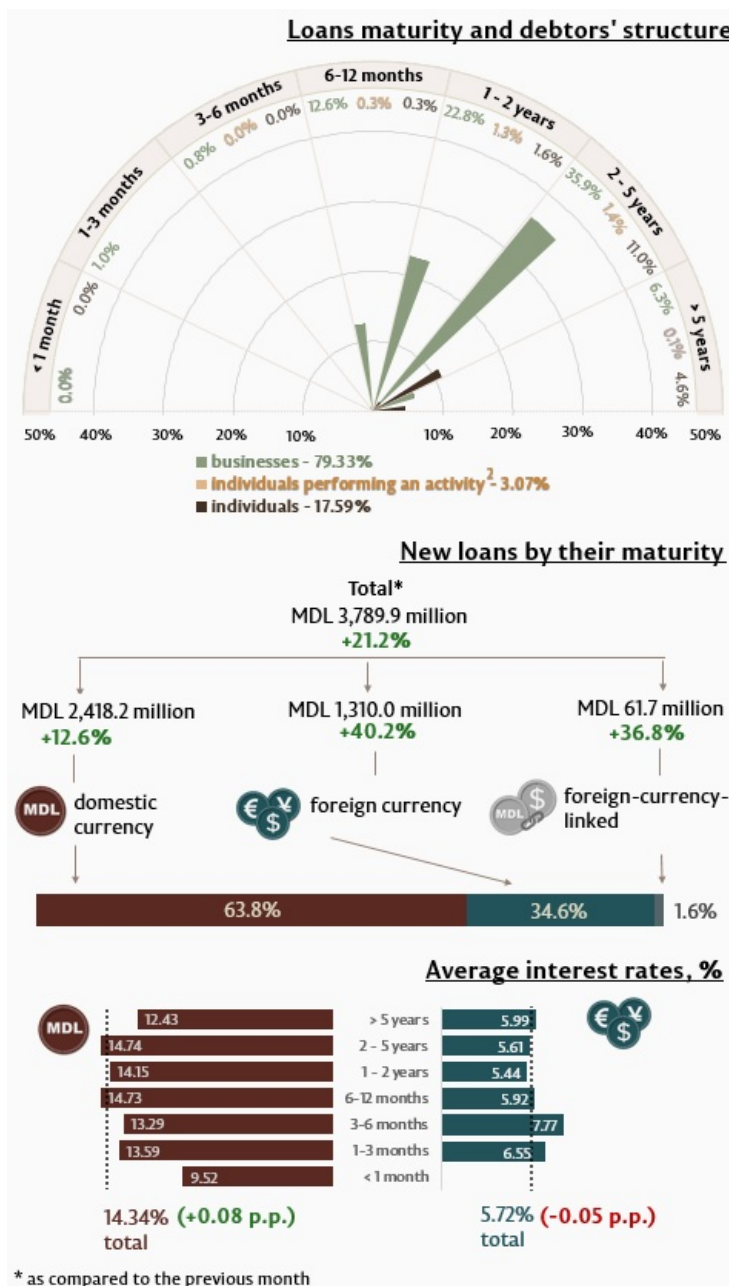 Loans maturity and debtors' structure
< 1 month
1-3 months
3-6 months
6-12 months
1 - 2 years
2 - 5 years
> 5 years
0.0%
0.0%
1.0%
0.8%
0.0%
0.0%
12.6%
0.3%
0.3%
22.8%
1.3%
1.6%
35.9%
1.4%
11.0%
6.3%
0.1%
4.6%
50% 40% 30% 20% 10% 10% 20% 30% 40% 50%
businesses - 79.33%
individuals performing an activity2- 3.07%
individuals - 17.59%
New loans by their maturity
Total*
MDL 3,789.9 million
+21.2%
MDL 2,418.2 million MDL 1,310.0 million MDL 61.7 million
+12.6% +40.2% +36.8%
MDL domestic currency
€ ¥ $ foreign currency
MDL $ foreign-currency-
linked
63.8% 34.6% 1.6%
Average interest rates, %
MDL
€ ¥ $
12.43 > 5 years 5.99
14.74 2 - 5 years 5.61
14.15 1 - 2 years 5.44
14.73 6-12 months 5.92
13.29 3-6 months 7.77
13.59 1-3 months 6.55
9.52 < 1 month
14.34% (+0.08 p.p.) 5.72% (-0.05 p.p.)
total total
* as compared to the previous month